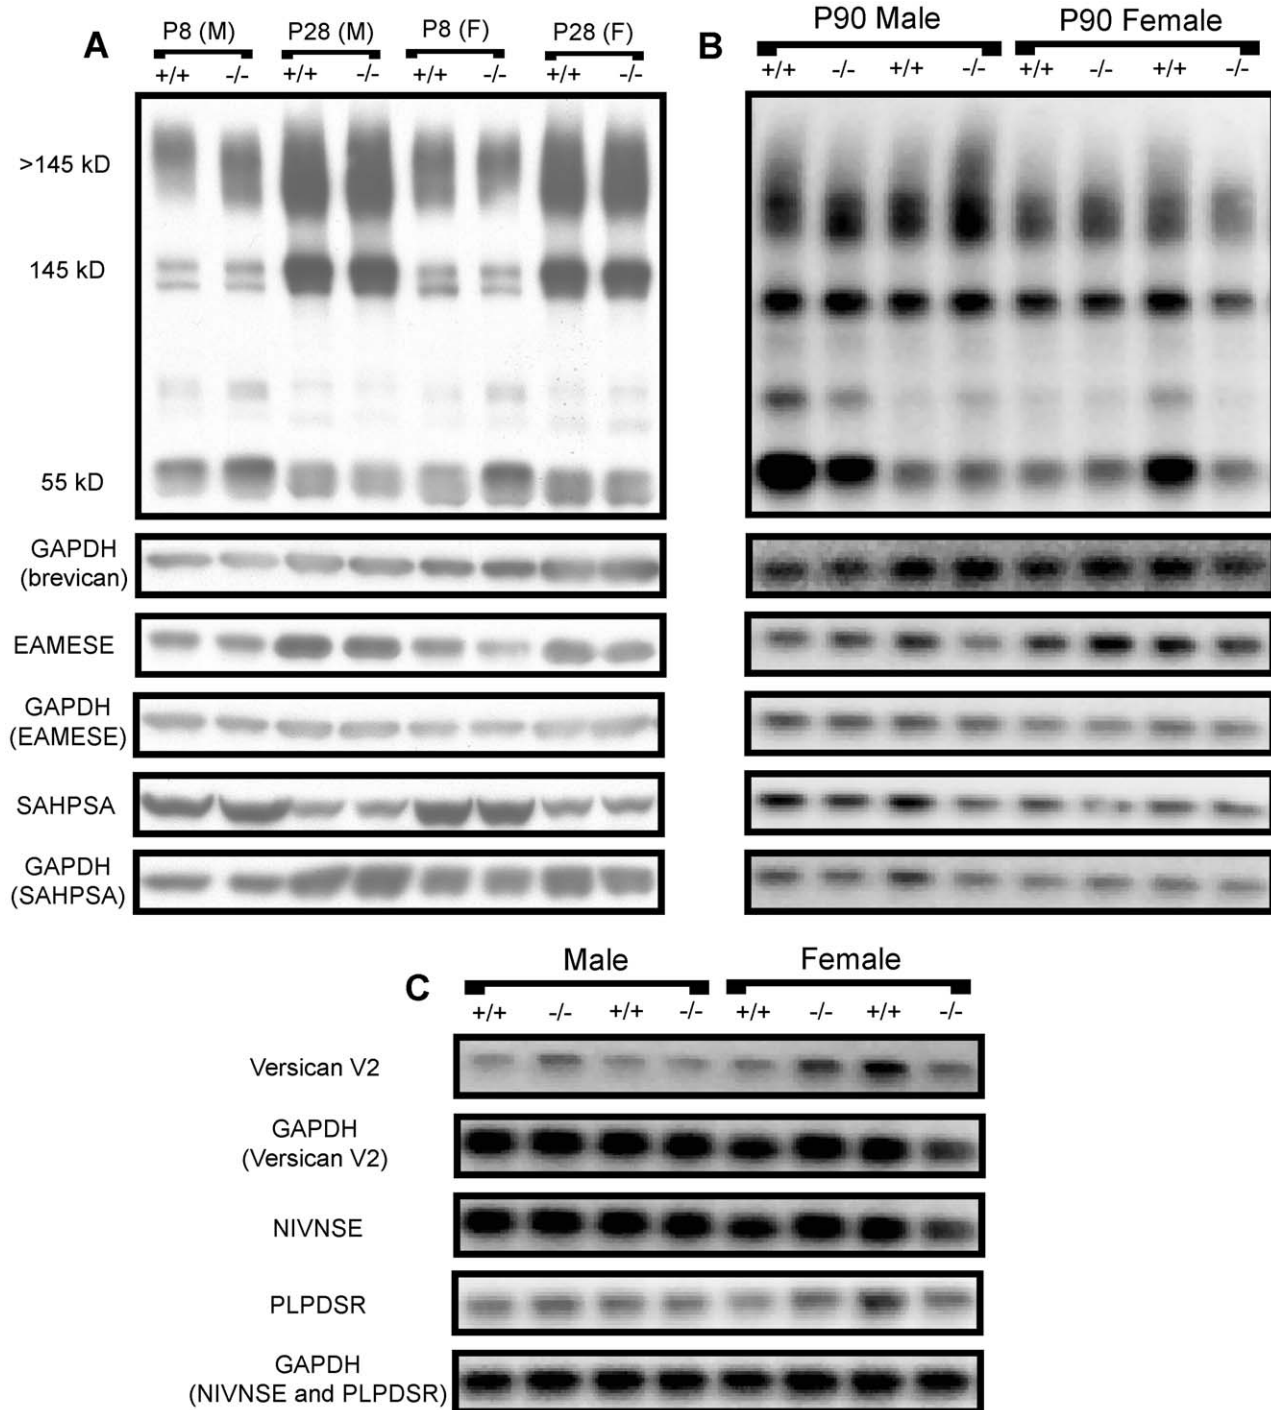 A
P8 (M) P28 (M) P8 (F) P28 (F)
+/+ -/- +/+ -/- +/+ -/- +/+ -/-
>145 kD
145 kD
55 kD
GAPDH
(brevican)
EAMESE
GAPDH
(EAMESE)
SAHPSA
GAPDH
(SAHPSA)
B
P90 Male P90 Female
+/+ -/- +/+ -/- +/+ -/- +/+ -/-
C
Male Female
+/+ -/- +/+ -/- +/+ -/- +/+ -/-
Versican V2
GAPDH
(Versican V2)
NIVNSE
PLPDSR
GAPDH
(NIVNSE and PLPDSR)